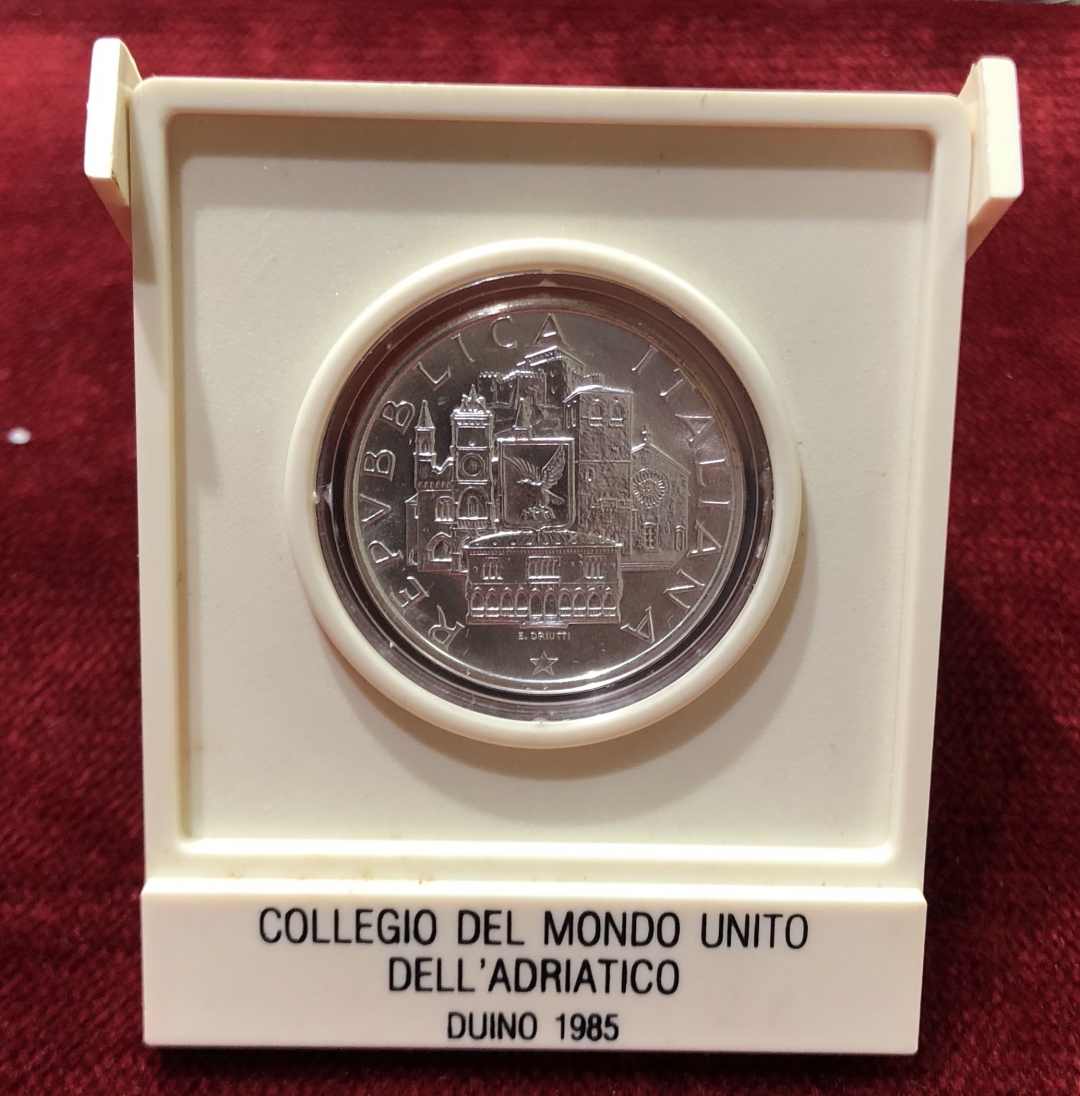 REPVBBLICA ITALIANA
E. DRIUTTI
COLLEGIO DEL MONDO UNITO
DELL'ADRIATICO
DUINO 1985